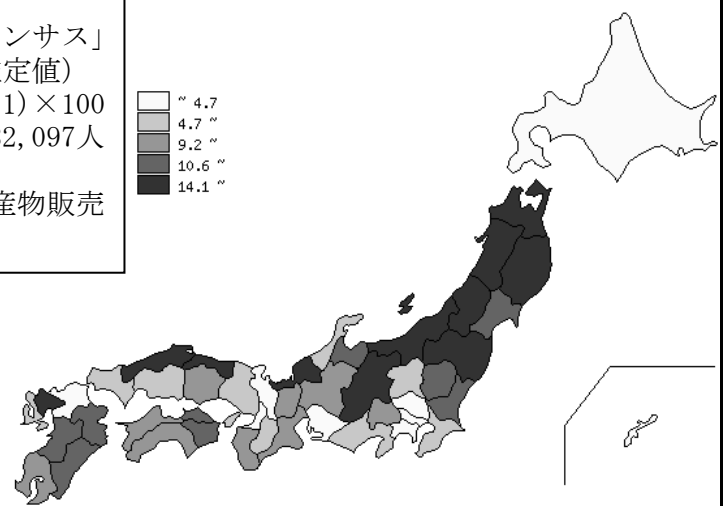 ンサス」
定値）
1)×100
2,097人
産物販売
~ 4.7
4.7 ~
9.2 ~
10.6 ~
14.1 ~